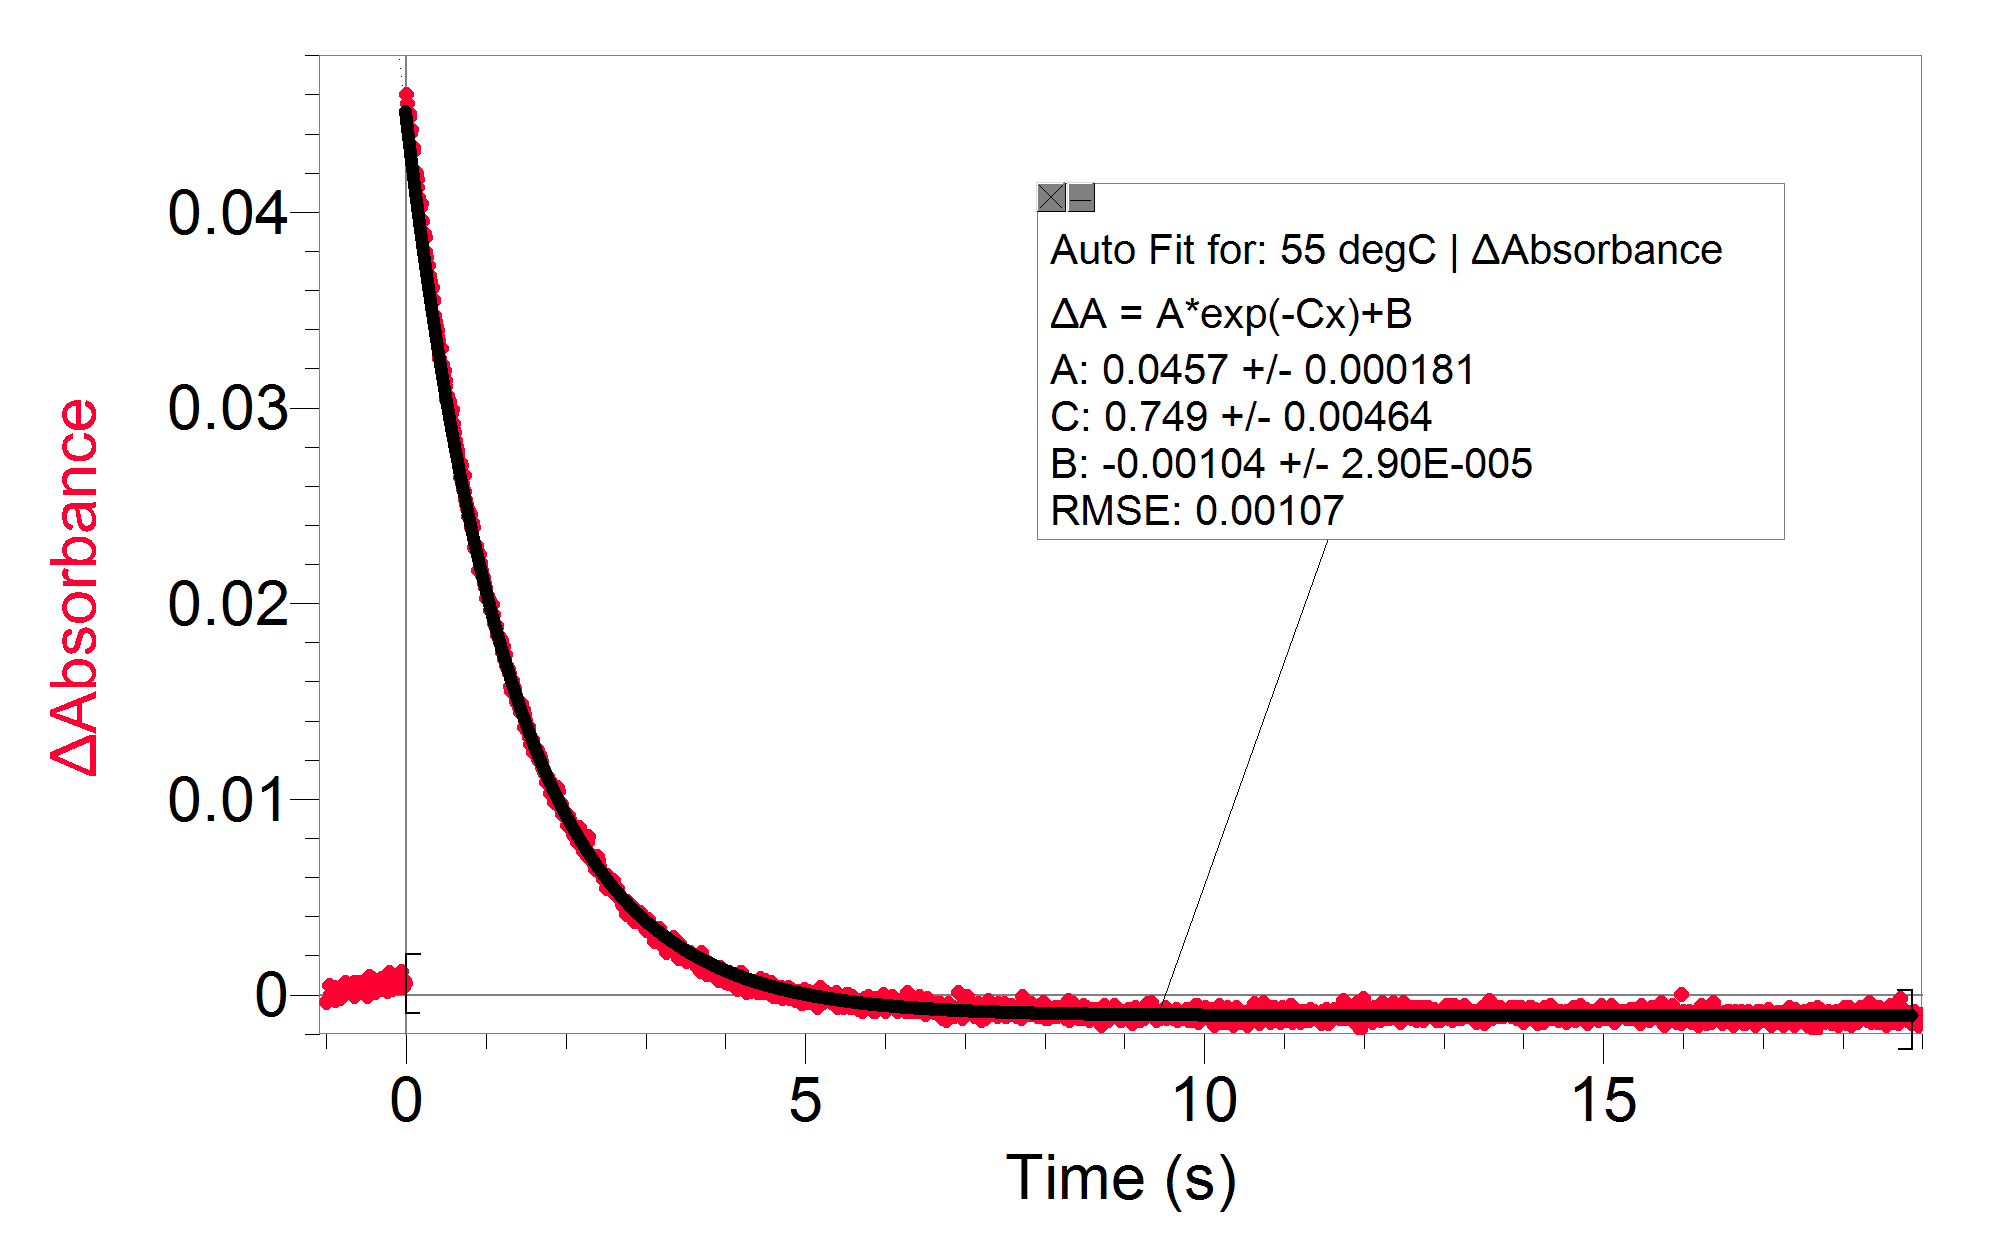 0.04
0.03
0.02
0.01
0
ΔAbsorbance
Auto Fit for: 55 degC | ΔAbsorbance
ΔA = A*exp(-Cx)+B
A: 0.0457 +/- 0.000181
C: 0.749 +/- 0.00464
B: -0.00104 +/- 2.90E-005
RMSE: 0.00107
0 5 10 15
Time (s)